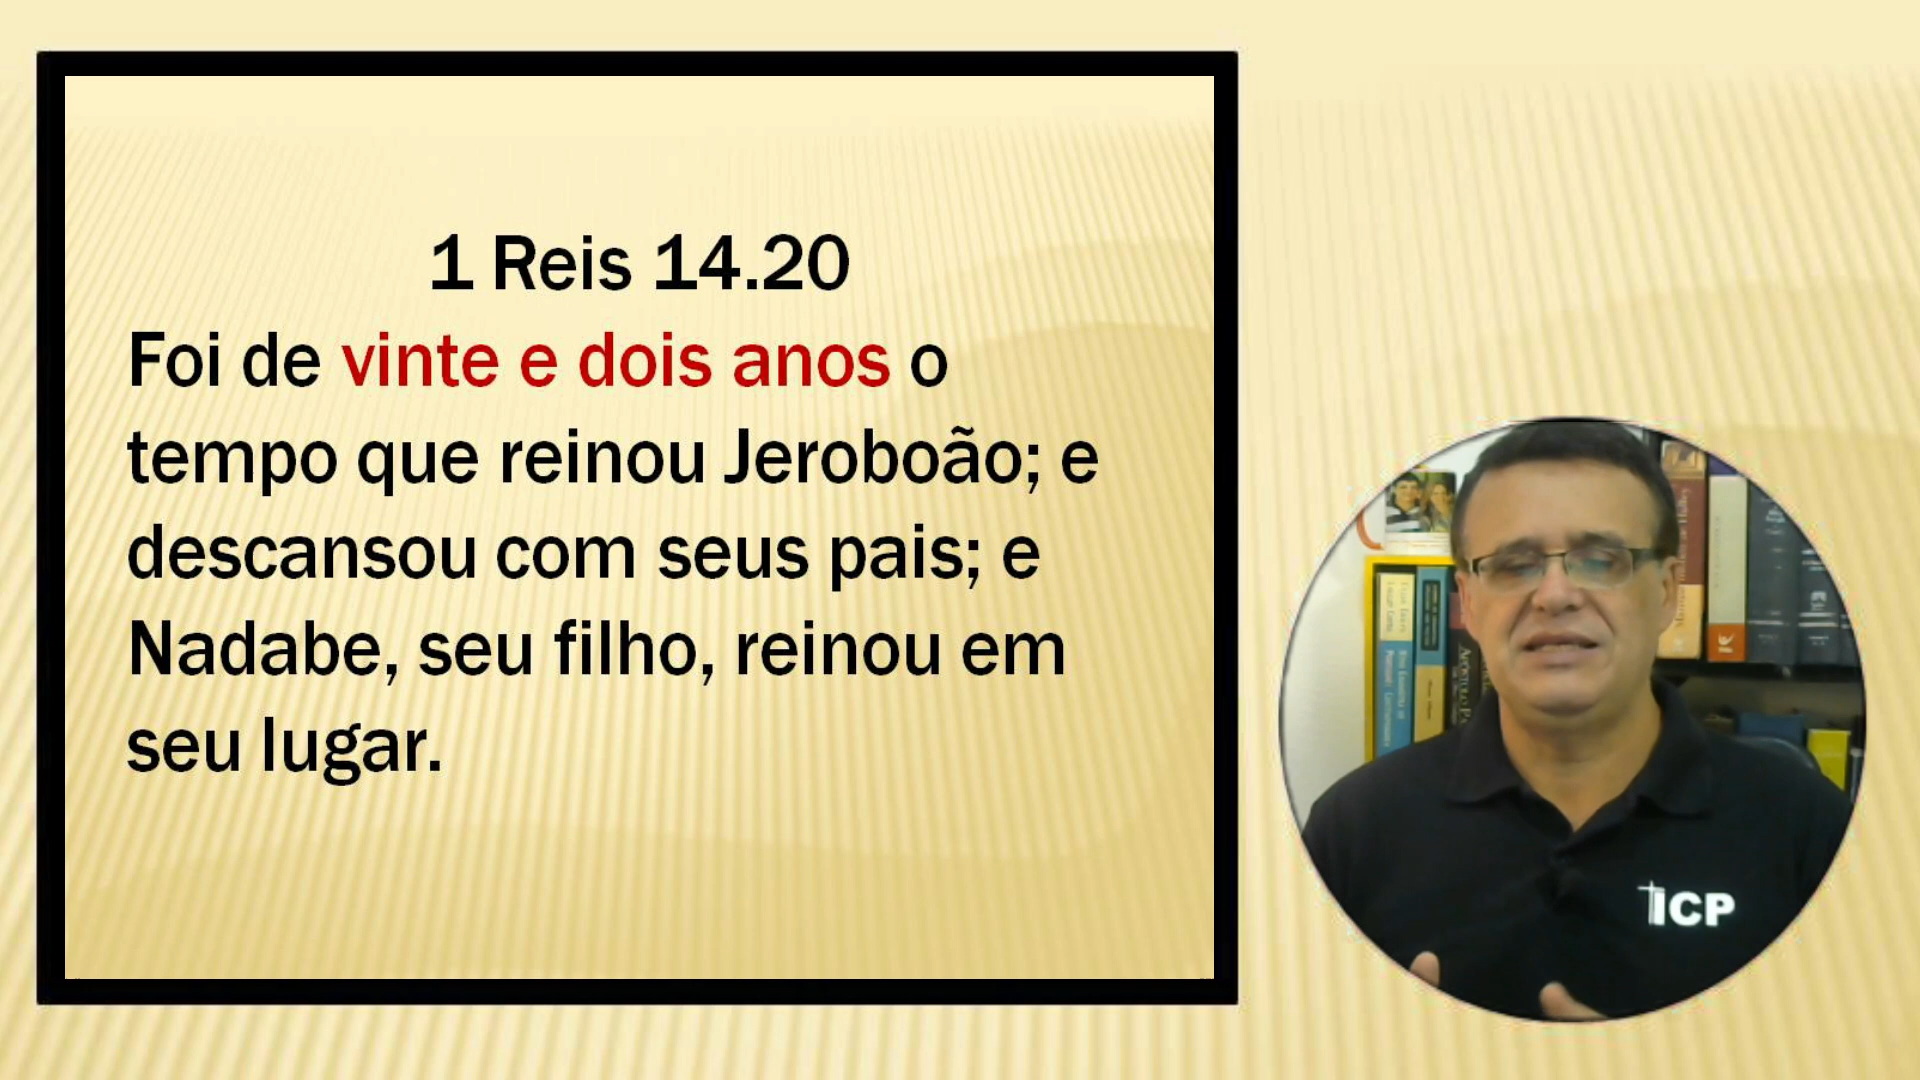 1 Reis 14.20
Foi de vinte e dois anos o
tempo que reinou Jeroboão; e
descansou com seus pais; e
Nadabe, seu filho, reinou em
seu lugar.
ICP